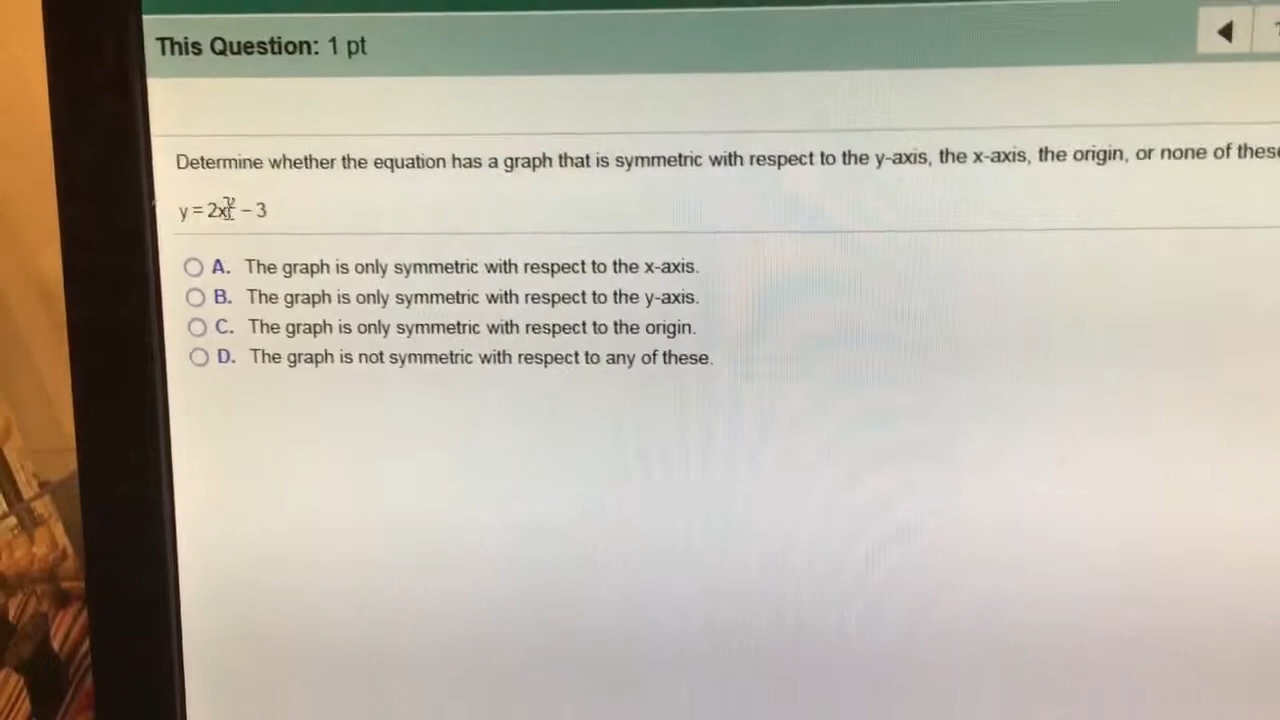 This Question: 1 pt
Determine whether the equation has a graph that is symmetric with respect to the y-axis, the x-axis, the origin, or none of these
y = 2x - 3
A. The graph is only symmetric with respect to the x-axis.
B. The graph is only symmetric with respect to the y-axis.
C. The graph is only symmetric with respect to the origin.
D. The graph is not symmetric with respect to any of these.